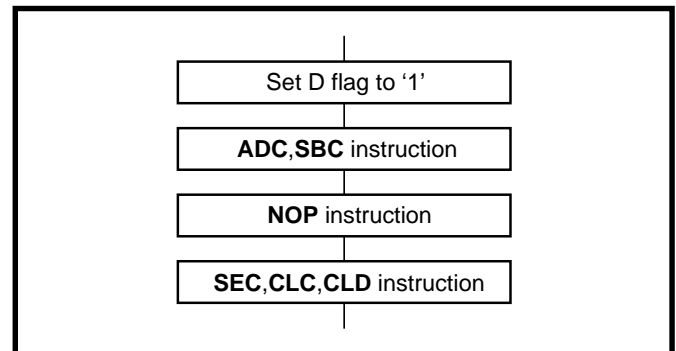 Set D flag to ‘1’
ADC,SBC instruction
NOP instruction
SEC,CLC,CLD instruction